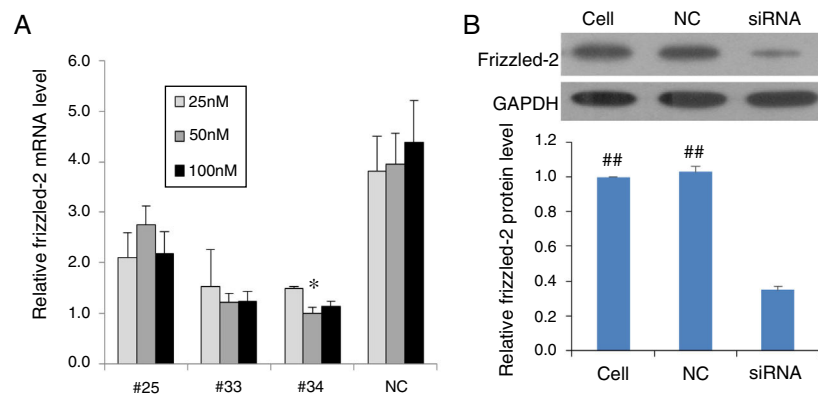 A
Relative frizzled-2 mRNA level
6.0
5.0
4.0
3.0
2.0
1.0
0.0
25nM
50nM
100nM
*
#25
#33
#34
NC
B
Cell
NC
siRNA
Frizzled-2
GAPDH
Relative frizzled-2 protein level
1.2
1.0
0.8
0.6
0.4
0.2
0.0
##
##
Cell
NC
siRNA